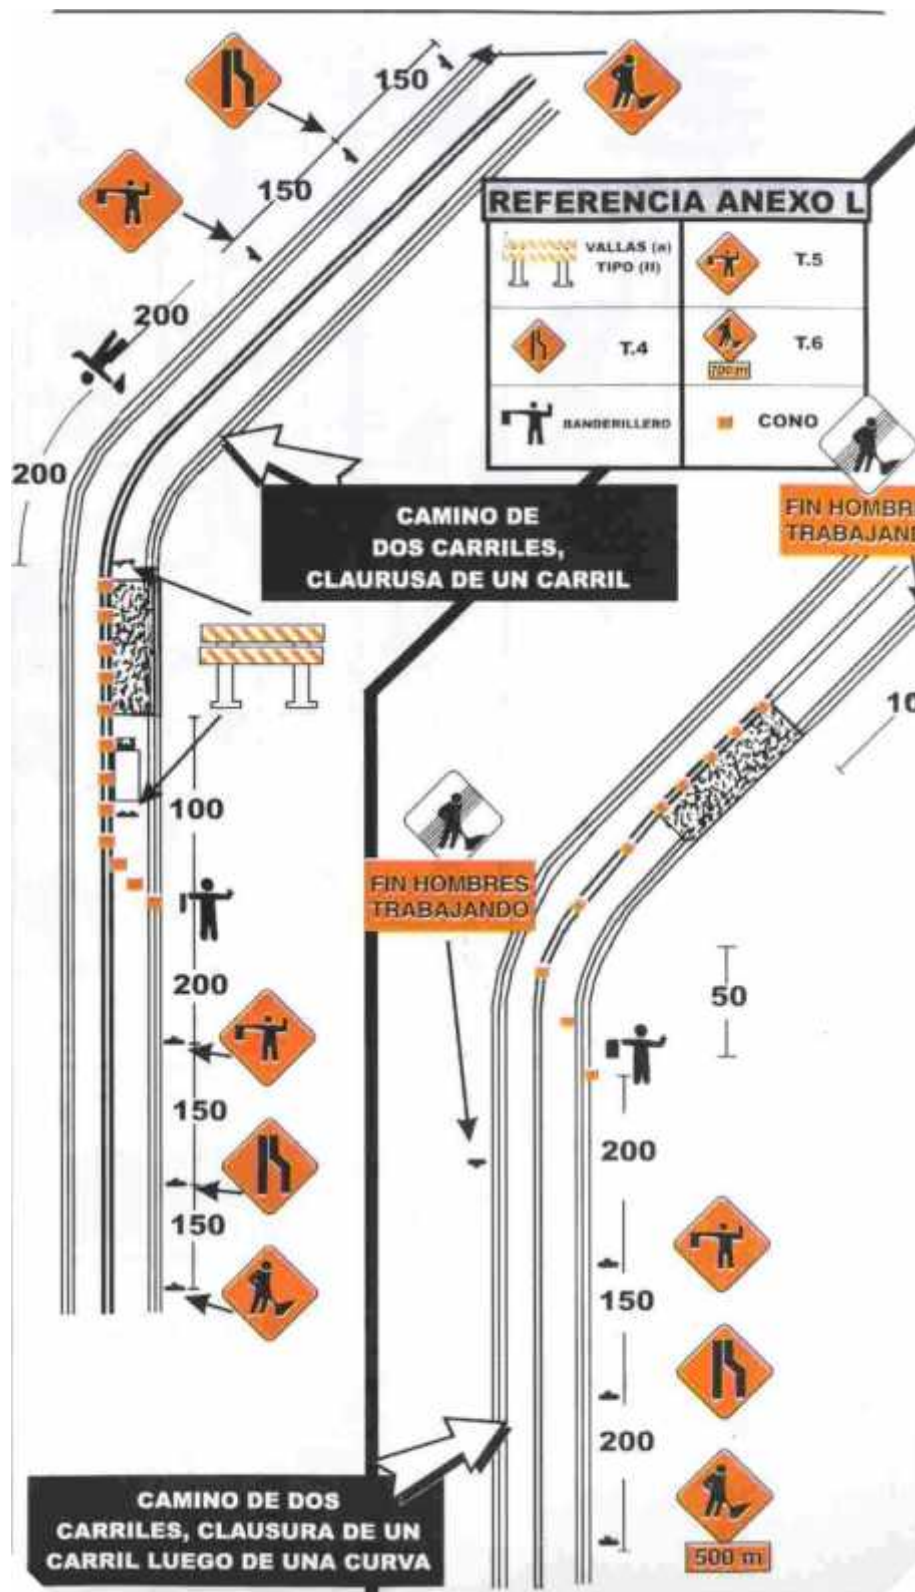 150
150
200
200
REFERENCIA ANEXO L
VALLAS (n)
TIPO (II)
T.5
T.4
T.6
700 m
BANDERILLERO
CONO
CAMINO DE
DOS CARRILES,
CLAURUSA DE UN CARRIL
FIN HOMBR
TRABAJAN
100
200
150
150
10
FIN HOMBRES
TRABAJANDO
50
200
150
200
500 m
CAMINO DE DOS
CARRILES, CLAUSURA DE UN
CARRIL LUEGO DE UNA CURVA